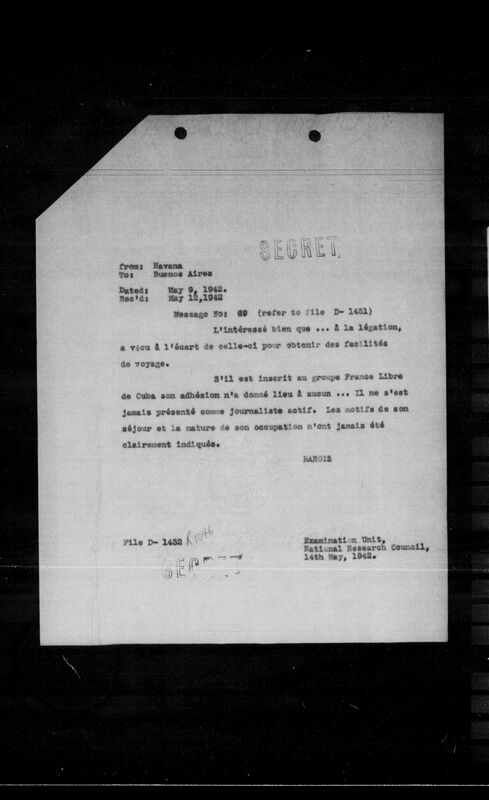 SECRET
from: Havana
To: Buenos Aires
Dated: May 9, 1942.
Rec'd: May 12,1942
Message No: 69 (refer to file D- 1451)
L'intéressé bien que ... à la légation,
a vécu à l'écart de celle-ci pour obtenir des facilités
de voyage.
S'il est inscrit au groupe France Libre
de Cuba son adhésion n'a donné lieu à aucun ... Il ne s'est
jamais présenté comme journaliste actif. Les motifs de son
séjour et la nature de son occupation n'ont jamais été
clairement indiqués.
BARGIS
File D- 1452 R1046
Examination Unit,
National Research Council,
14th May, 1942.
SECRET